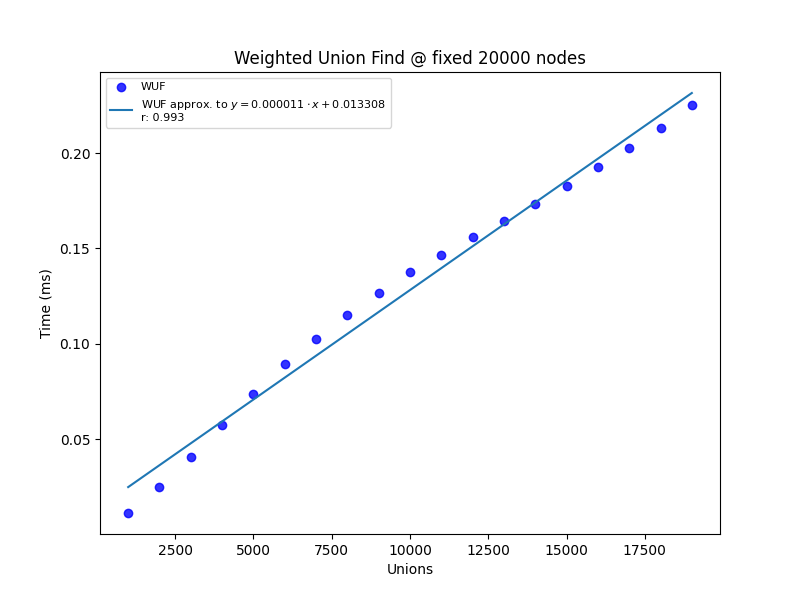 Weighted Union Find @ fixed 20000 nodes
WUF
WUF approx. to y = 0.000011 · x + 0.013308
r: 0.993
0.20
0.15
0.10
0.05
Time (ms)
2500 5000 7500 10000 12500 15000 17500
Unions